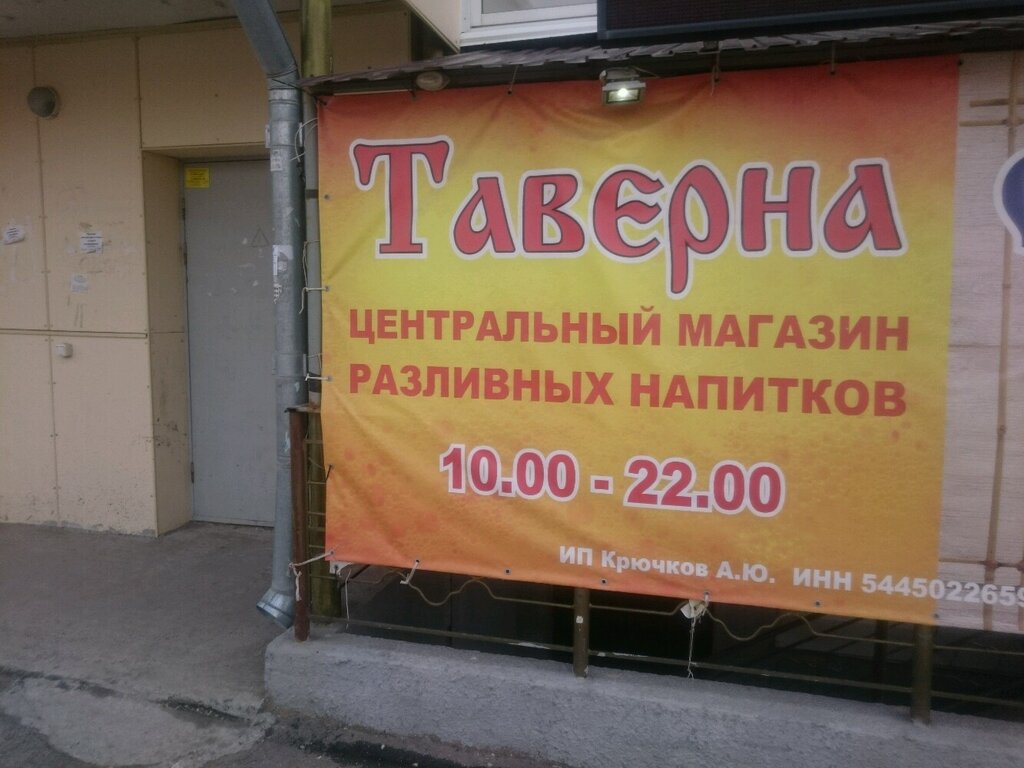 Таверна
ЦЕНТРАЛЬНЫЙ МАГАЗИН
РАЗЛИВНЫХ НАПИТКОВ
10.00 - 22.00
ИП Крючков А.Ю. ИНН 5445022659